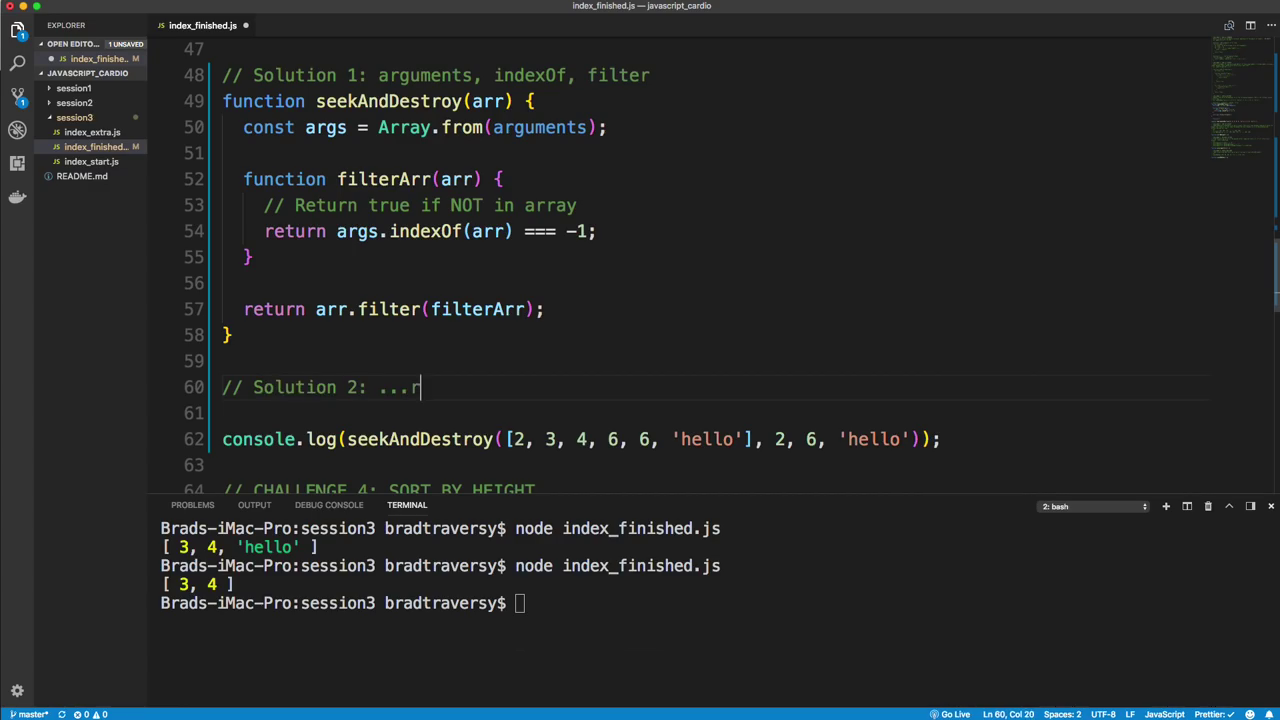 index_finished.js — javascript_cardio
EXPLORER
index_finished.js
OPEN EDITO... 1 UNSAVED
index_finishe... M
JAVASCRIPT_CARDIO
session1
session2
session3
index_extra.js
index_finished... M
index_start.js
README.md
1
1
47
48 // Solution 1: arguments, indexOf, filter
49 function seekAndDestroy(arr) {
50 const args = Array.from(arguments);
51
52 function filterArr(arr) {
53 // Return true if NOT in array
54 return args.indexOf(arr) === -1;
55 }
56
57 return arr.filter(filterArr);
58 }
59
60 // Solution 2: ...r
61
62 console.log(seekAndDestroy([2, 3, 4, 6, 6, 'hello'], 2, 6, 'hello'));
63
64 // CHALLENGE 4: SORT BY HEIGHT
PROBLEMS OUTPUT DEBUG CONSOLE TERMINAL 2: bash
Brads-iMac-Pro:session3 bradtraversy$ node index_finished.js
[ 3, 4, 'hello' ]
Brads-iMac-Pro:session3 bradtraversy$ node index_finished.js
[ 3, 4 ]
Brads-iMac-Pro:session3 bradtraversy$
master* 0 0 Go Live Ln 60, Col 20 Spaces: 2 UTF-8 LF JavaScript Prettier: ✓